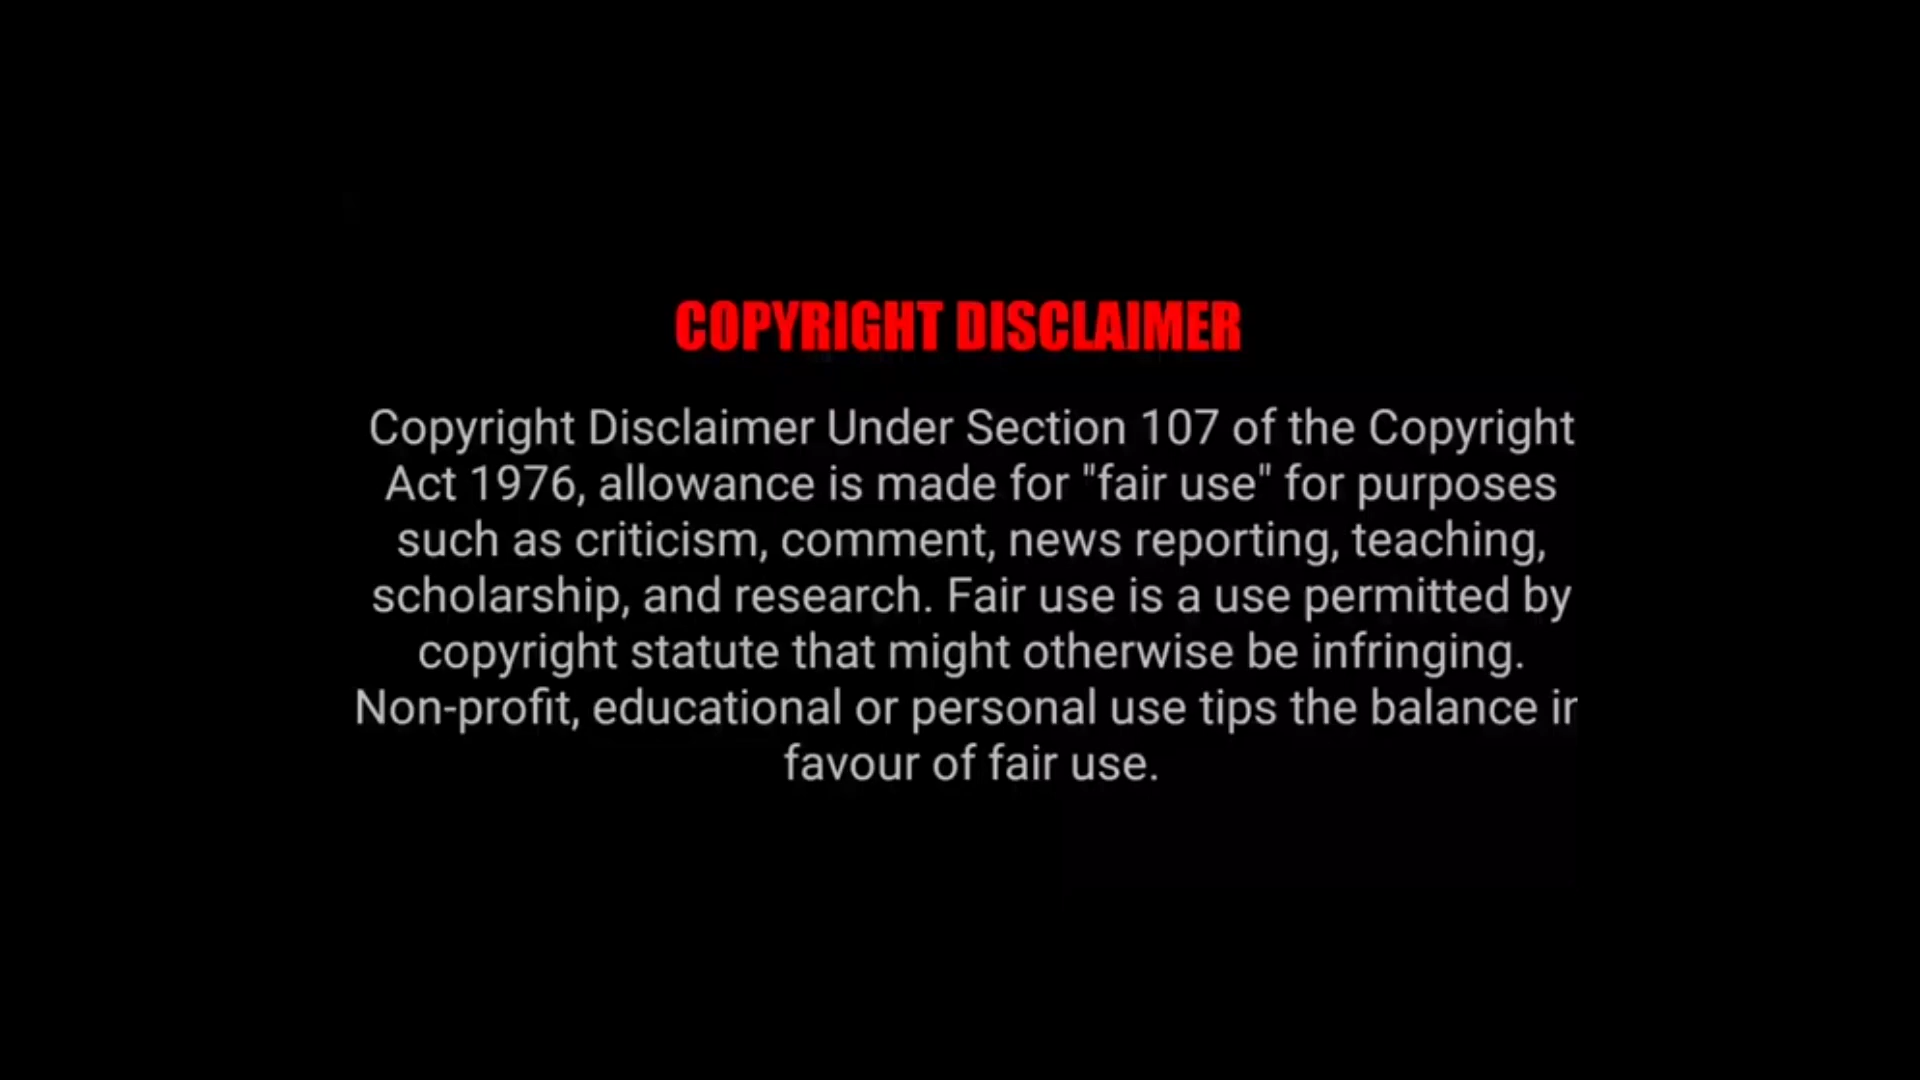 COPYRIGHT DISCLAIMER
Copyright Disclaimer Under Section 107 of the Copyright
Act 1976, allowance is made for "fair use" for purposes
such as criticism, comment, news reporting, teaching,
scholarship, and research. Fair use is a use permitted by
copyright statute that might otherwise be infringing.
Non-profit, educational or personal use tips the balance in
favour of fair use.